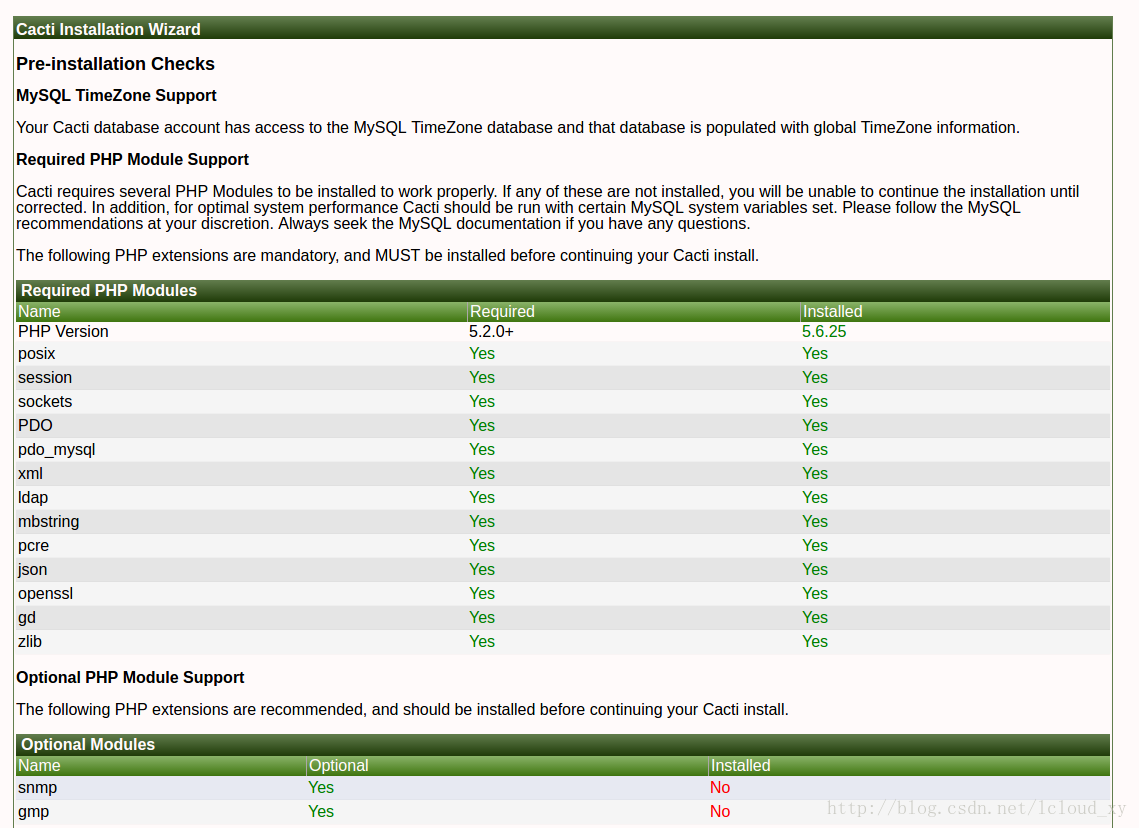 Cacti Installation Wizard
Pre-installation Checks
MySQL TimeZone Support
Your Cacti database account has access to the MySQL TimeZone database and that database is populated with global TimeZone information.
Required PHP Module Support
Cacti requires several PHP Modules to be installed to work properly. If any of these are not installed, you will be unable to continue the installation until
corrected. In addition, for optimal system performance Cacti should be run with certain MySQL system variables set. Please follow the MySQL
recommendations at your discretion. Always seek the MySQL documentation if you have any questions.
The following PHP extensions are mandatory, and MUST be installed before continuing your Cacti install.
Required PHP Modules
Name Required Installed
PHP Version 5.2.0+ 5.6.25
posix Yes Yes
session Yes Yes
sockets Yes Yes
PDO Yes Yes
pdo_mysql Yes Yes
xml Yes Yes
ldap Yes Yes
mbstring Yes Yes
pcre Yes Yes
json Yes Yes
openssl Yes Yes
gd Yes Yes
zlib Yes Yes
Optional PHP Module Support
The following PHP extensions are recommended, and should be installed before continuing your Cacti install.
Optional Modules
Name Optional Installed
snmp Yes No
gmp Yes No
http://blog.csdn.net/lcloud_xy